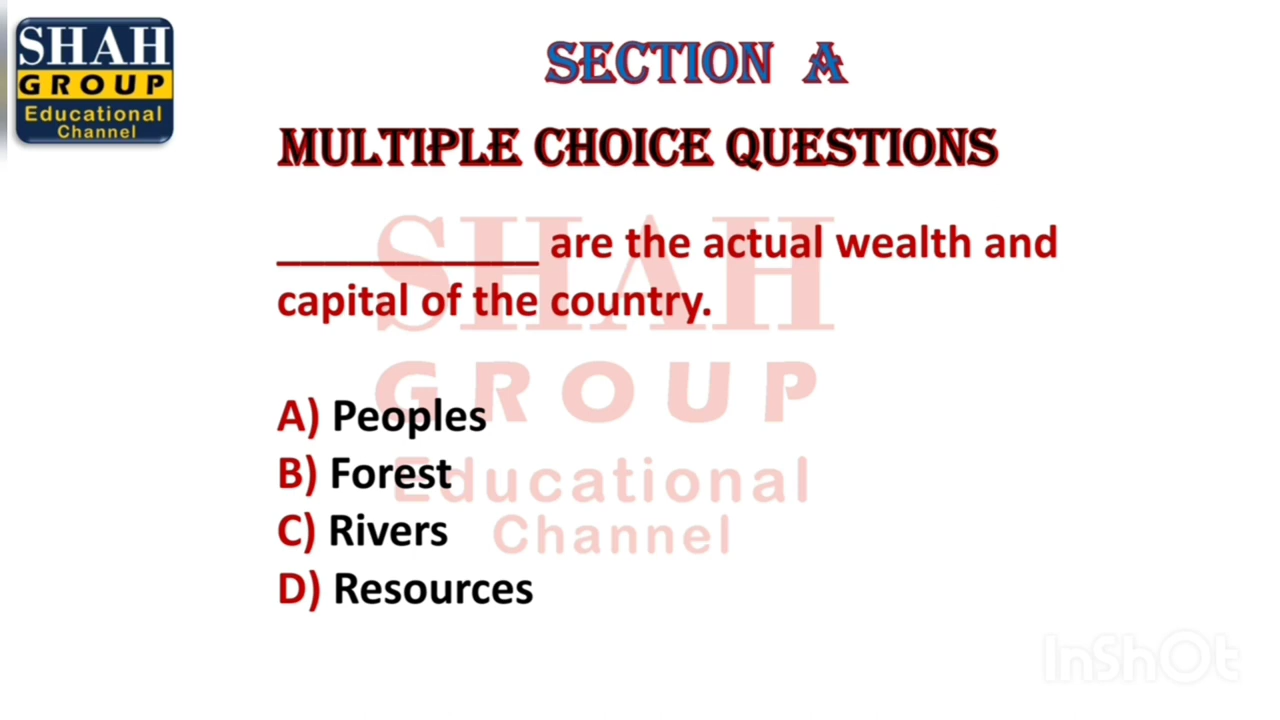 SHAH
GROUP
Educational
Channel
SECTION A
MULTIPLE CHOICE QUESTIONS
___________ are the actual wealth and
capital of the country.
A) Peoples
B) Forest
C) Rivers
D) Resources
SHAH
GROUP
Educational
Channel
InShOt